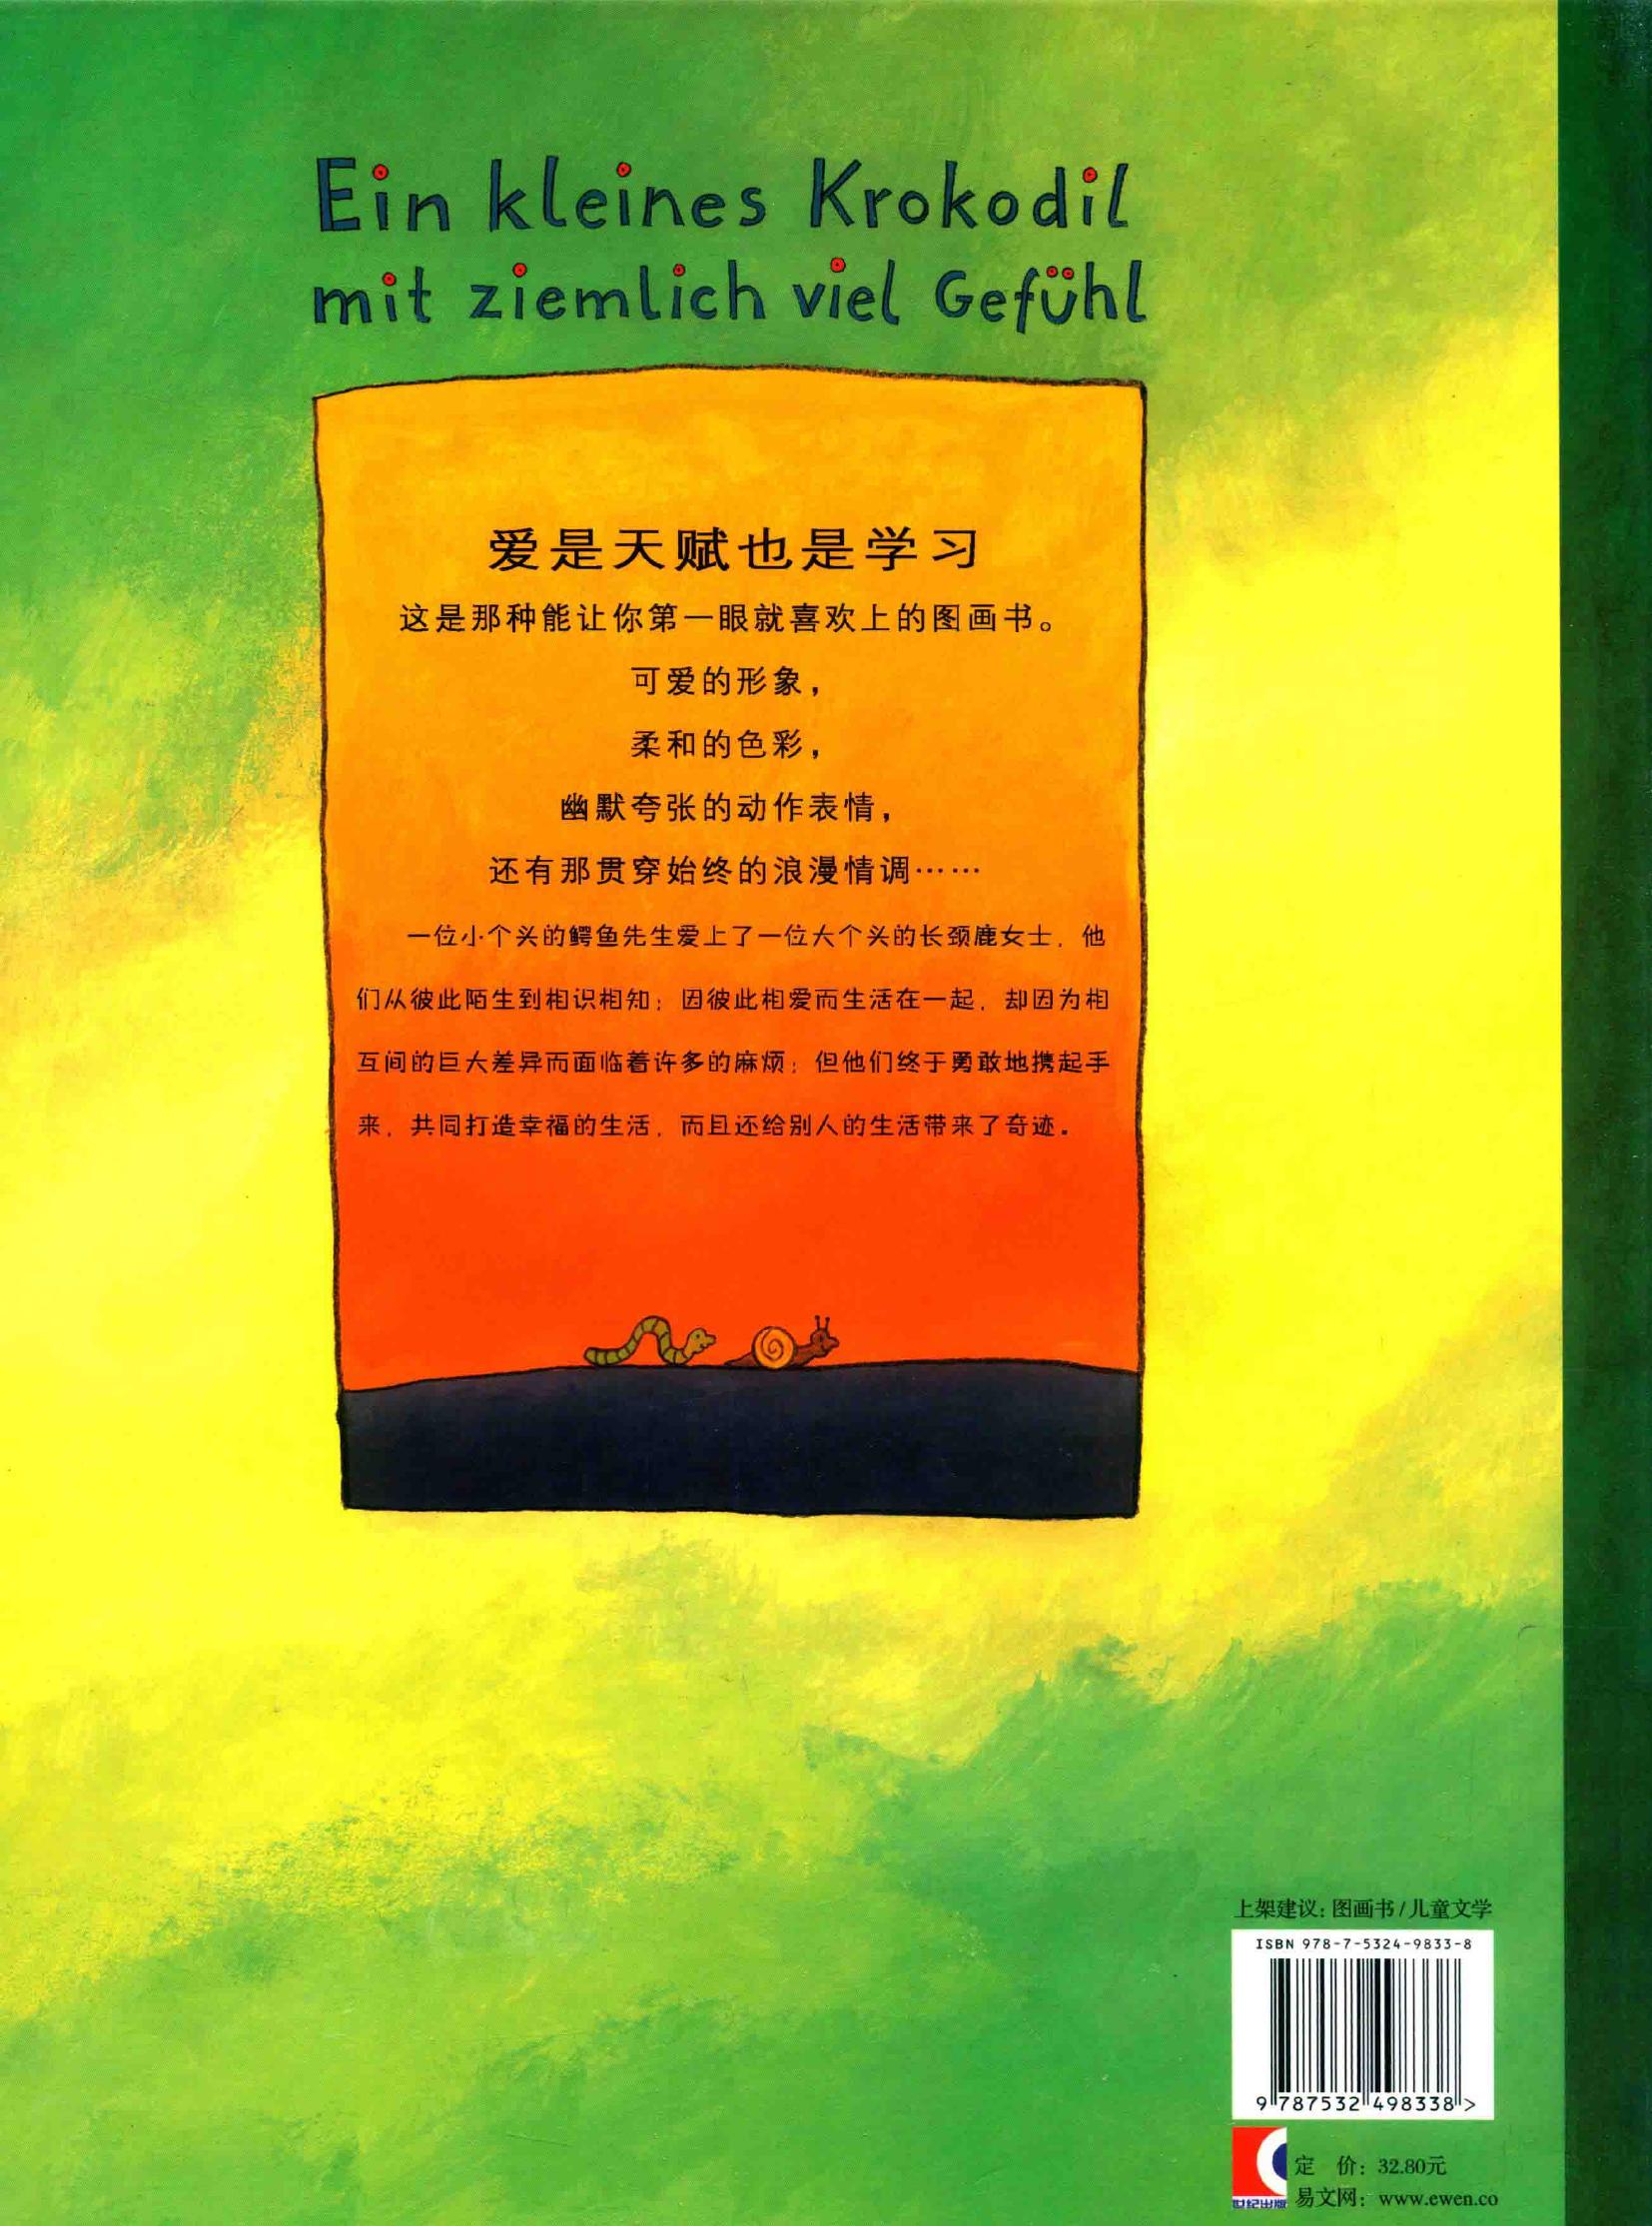 Ein kleines Krokodil
mit ziemlich viel Gefühl
爱是天赋也是学习
这是那种能让你第一眼就喜欢上的图画书。
可爱的形象，
柔和的色彩，
幽默夸张的动作表情，
还有那贯穿始终的浪漫情调……
一位小个头的鳄鱼先生爱上了一位大个头的长颈鹿女士，他
们从彼此陌生到相识相知；因彼此相爱而生活在一起，却因为相
互间的巨大差异而面临着许多的麻烦；但他们终于勇敢地携起手
来，共同打造幸福的生活，而且还给别人的生活带来了奇迹。
上架建议：图画书/儿童文学
ISBN 978-7-5324-9833-8
9 787532 498338 >
世纪出版
定 价：32.80元
易文网：www.ewen.co